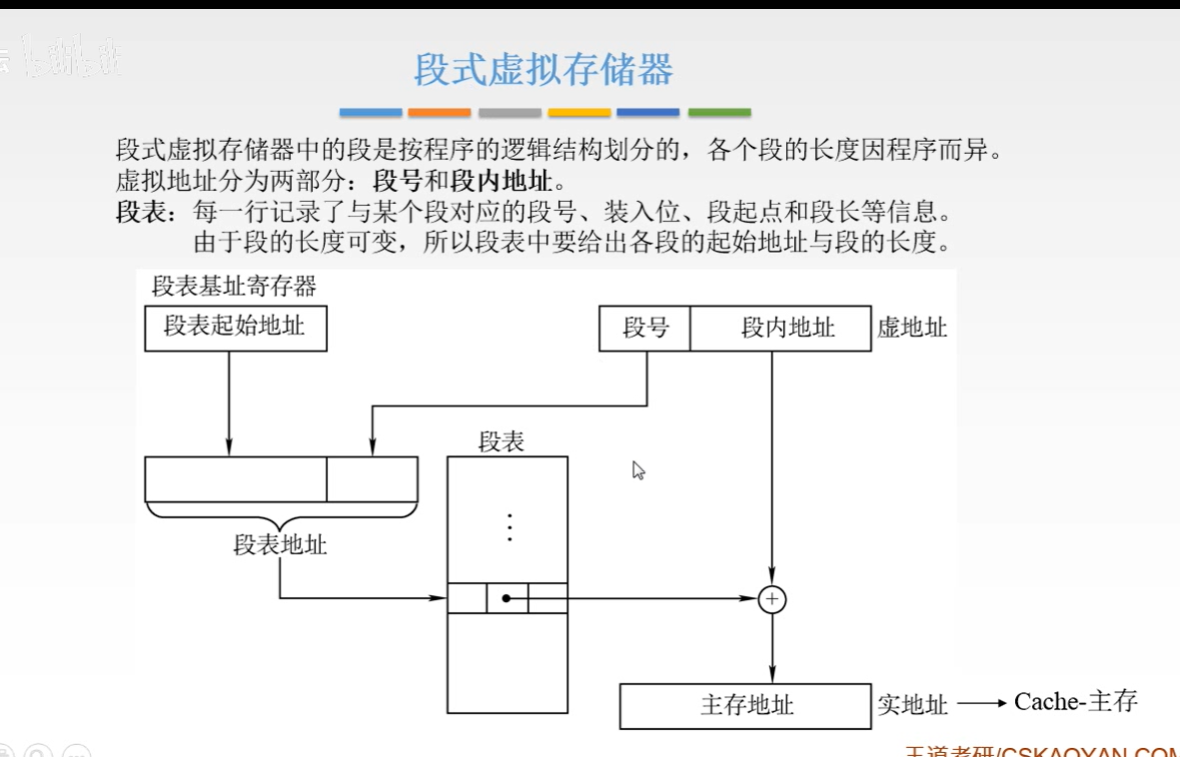 段式虚拟存储器
段式虚拟存储器中的段是按程序的逻辑结构划分的，各个段的长度因程序而异。
虚拟地址分为两部分：段号和段内地址。
段表：每一行记录了与某个段对应的段号、装入位、段起点和段长等信息。
由于段的长度可变，所以段表中要给出各段的起始地址与段的长度。
段表基址寄存器
段表起始地址
段号 段内地址 虚地址
段表
⋮
段表地址
+
主存地址 实地址 → Cache-主存
王道考研/CSKAOYAN.COM